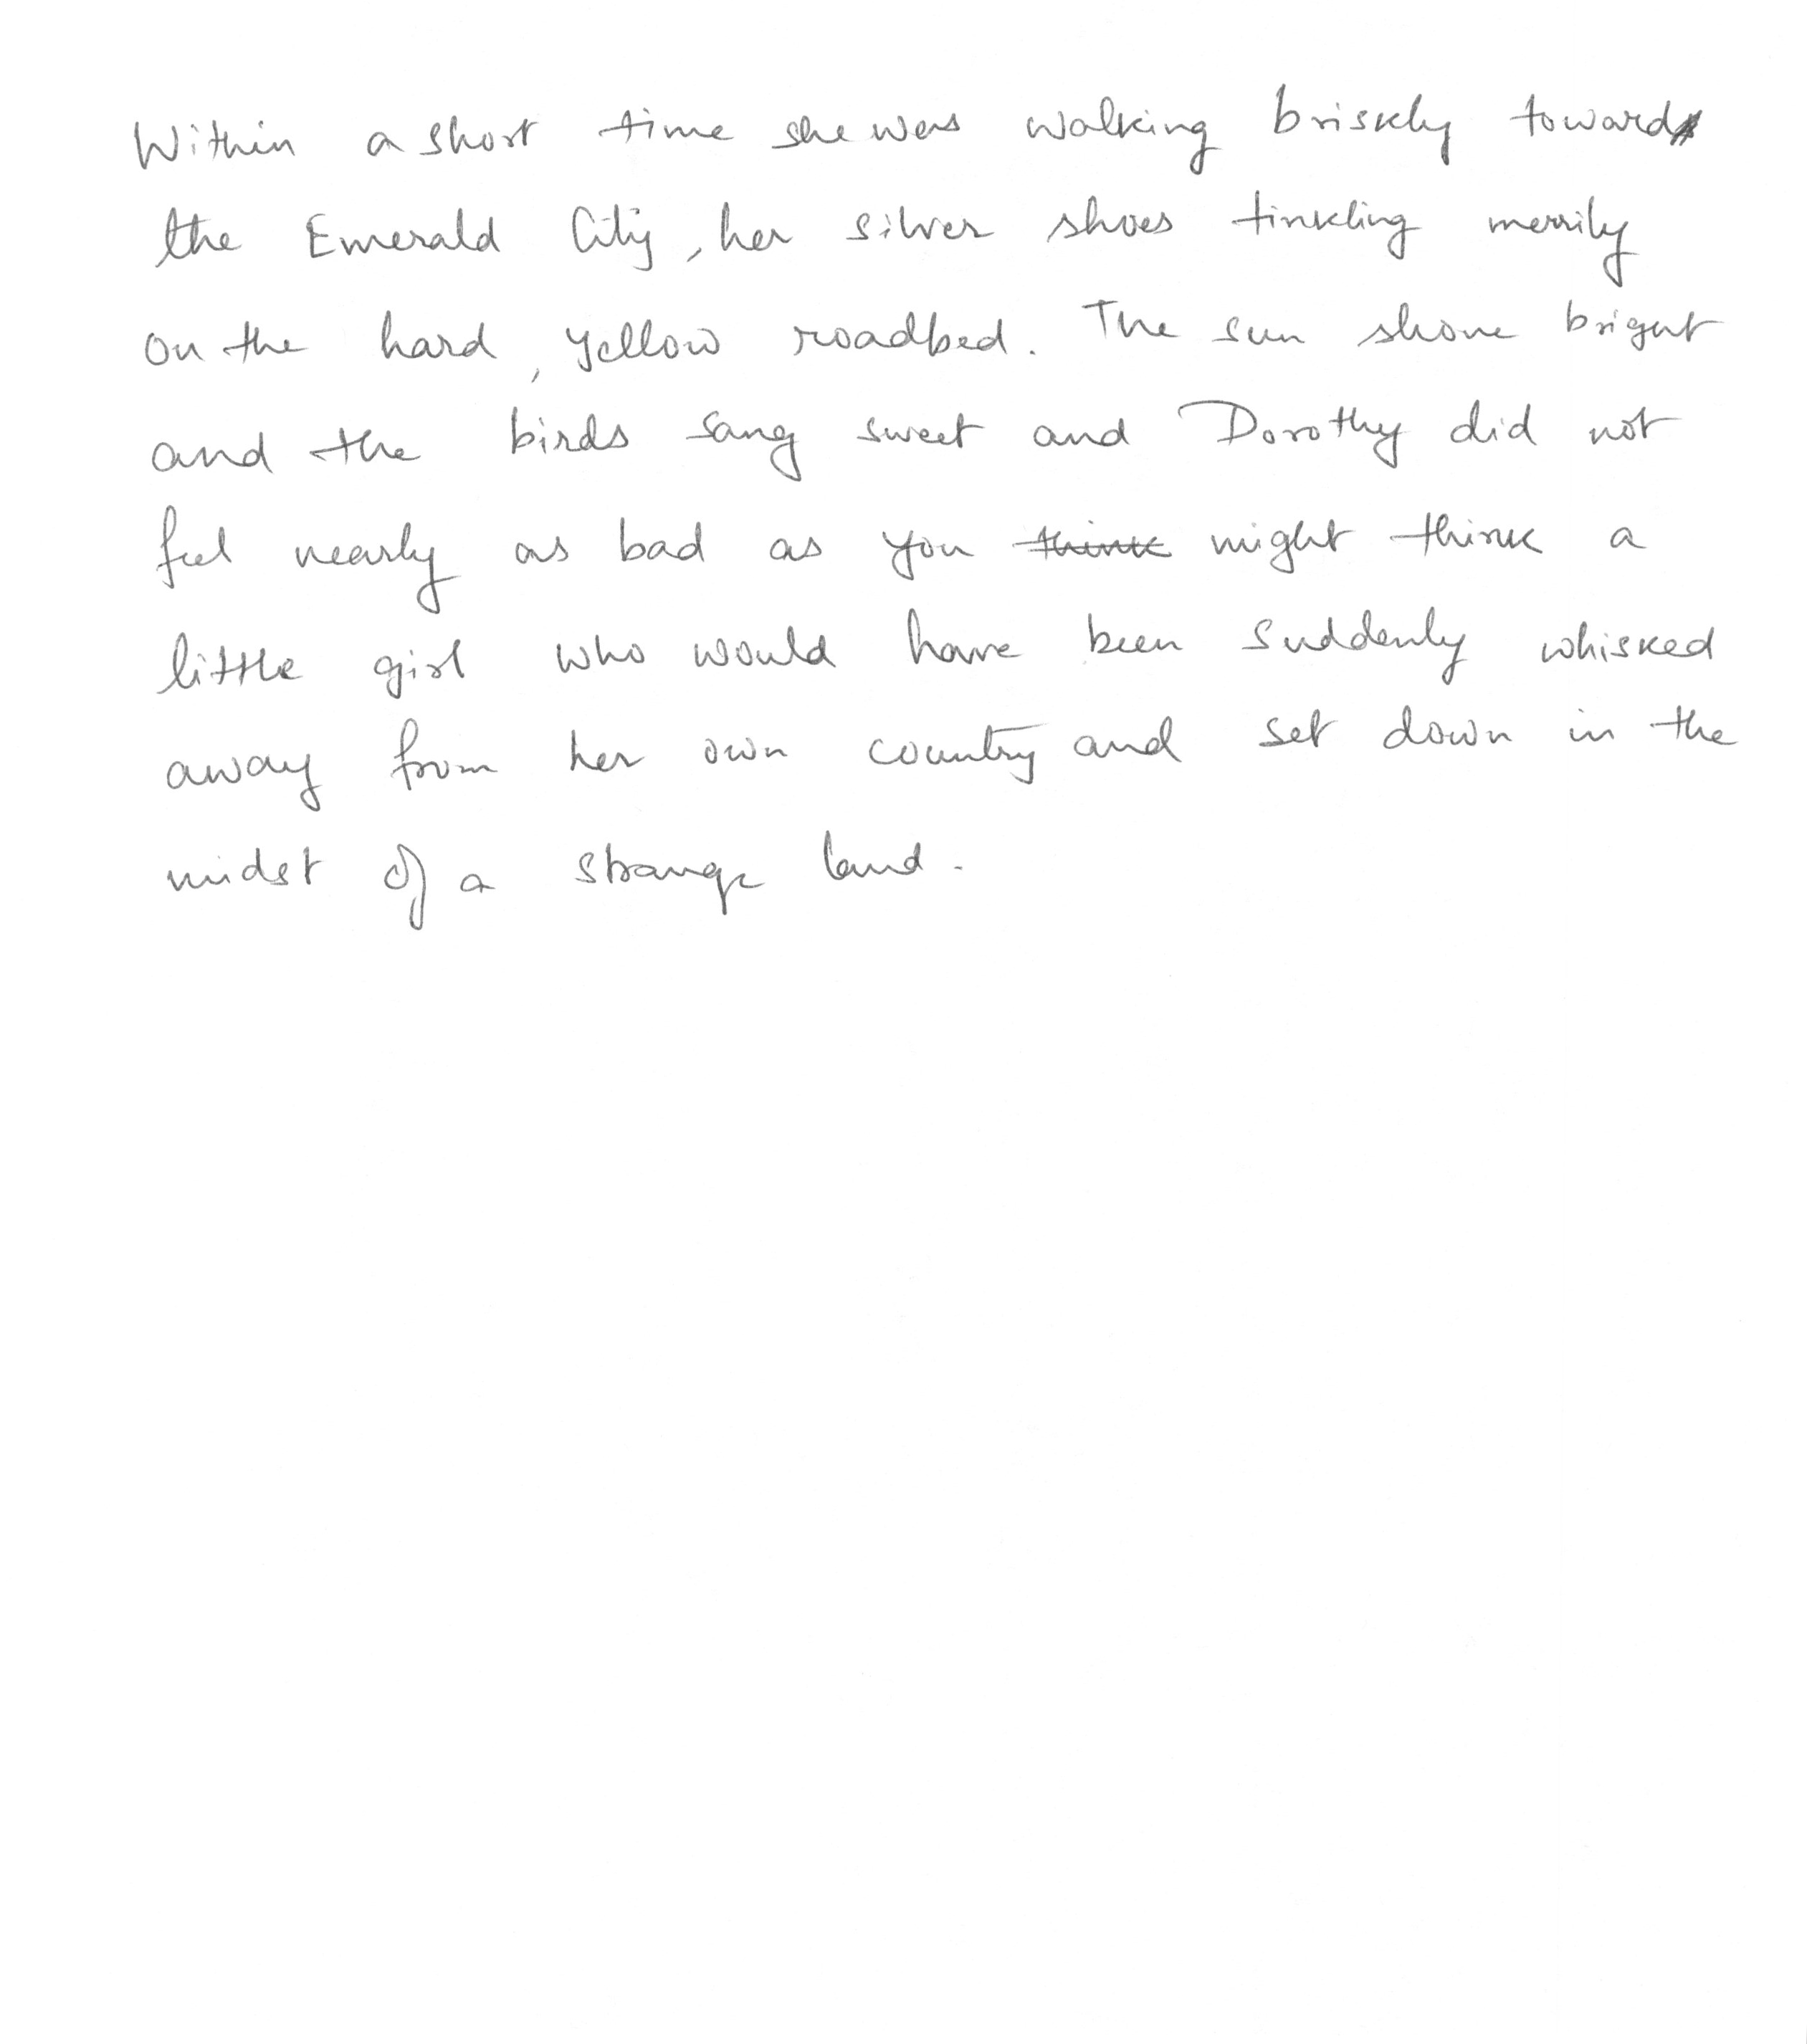 Within a short time she was walking briskly toward
the Emerald City, her silver shoes tinkling merrily
on the hard, yellow roadbed. The sun shone bright
and the birds sang sweet and Dorothy did not
feel nearly as bad as you think might think a
little girl who would have been suddenly whisked
away from her own country and set down in the
midst of a strange land.